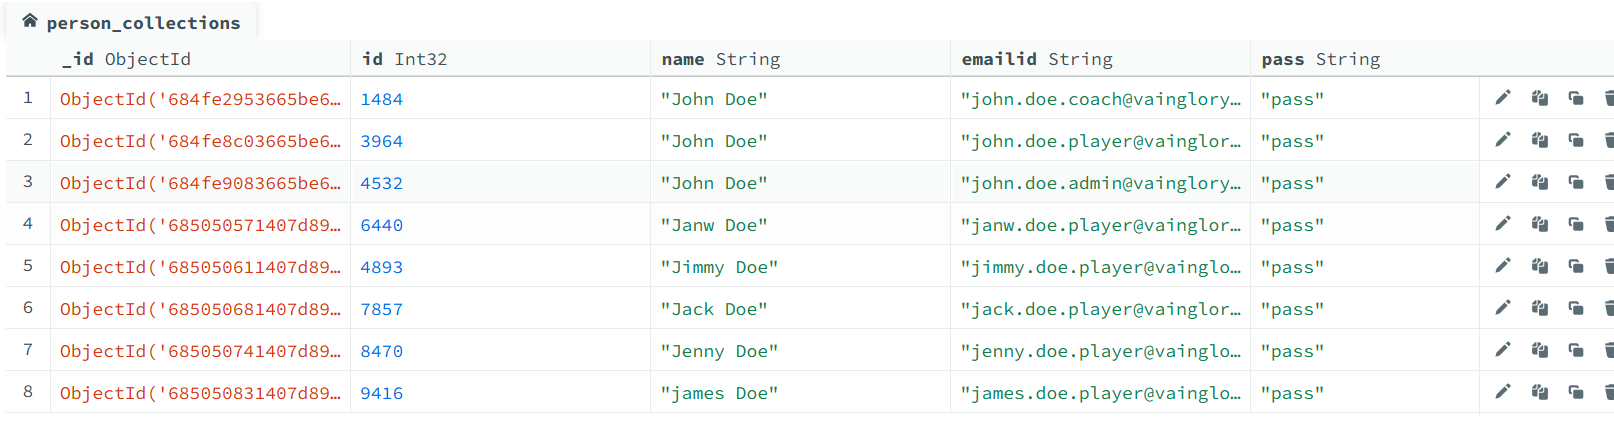 person_collections
_id ObjectId id Int32 name String emailid String pass String
1 ObjectId('684fe2953665be6… 1484 "John Doe" "john.doe.coach@vainglory… "pass"
2 ObjectId('684fe8c03665be6… 3964 "John Doe" "john.doe.player@vainglor… "pass"
3 ObjectId('684fe9083665be6… 4532 "John Doe" "john.doe.admin@vainglory… "pass"
4 ObjectId('685050571407d89… 6440 "Janw Doe" "janw.doe.player@vainglor… "pass"
5 ObjectId('685050611407d89… 4893 "Jimmy Doe" "jimmy.doe.player@vainglo… "pass"
6 ObjectId('685050681407d89… 7857 "Jack Doe" "jack.doe.player@vainglor… "pass"
7 ObjectId('685050741407d89… 8470 "Jenny Doe" "jenny.doe.player@vainglo… "pass"
8 ObjectId('685050831407d89… 9416 "james Doe" "james.doe.player@vainglo… "pass"